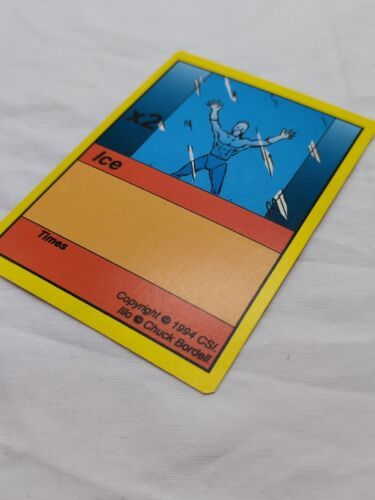 x2
Ice
Times
Copyright © 1994 CSI.
Illo © Chuck Bordell